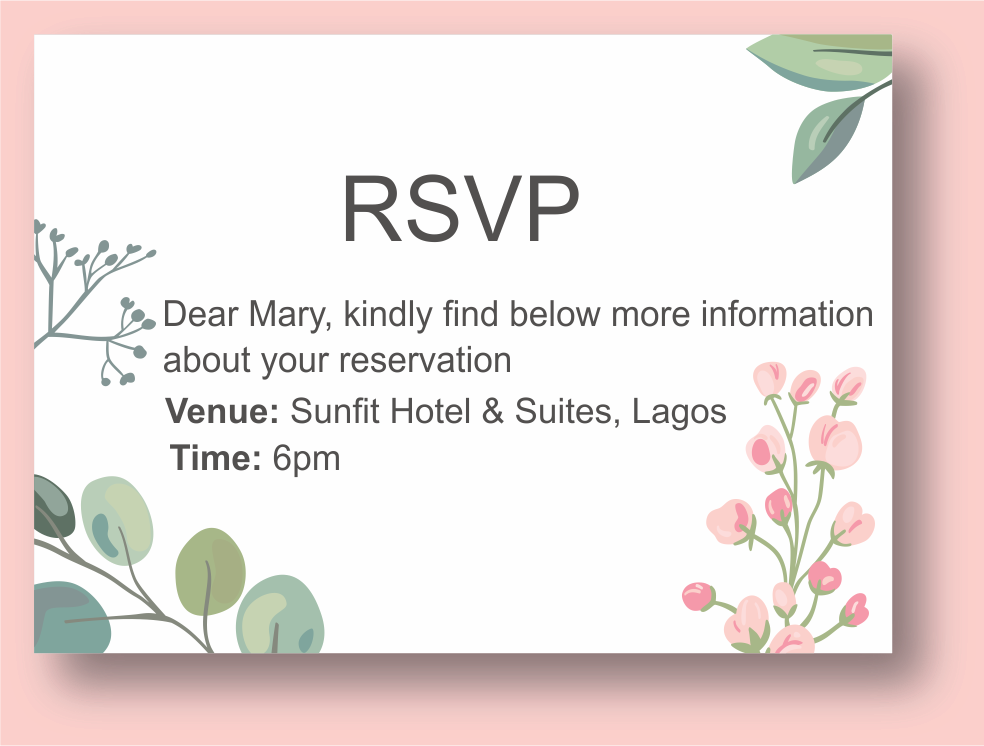 RSVP
Dear Mary, kindly find below more information
about your reservation
Venue: Sunfit Hotel & Suites, Lagos
Time: 6pm